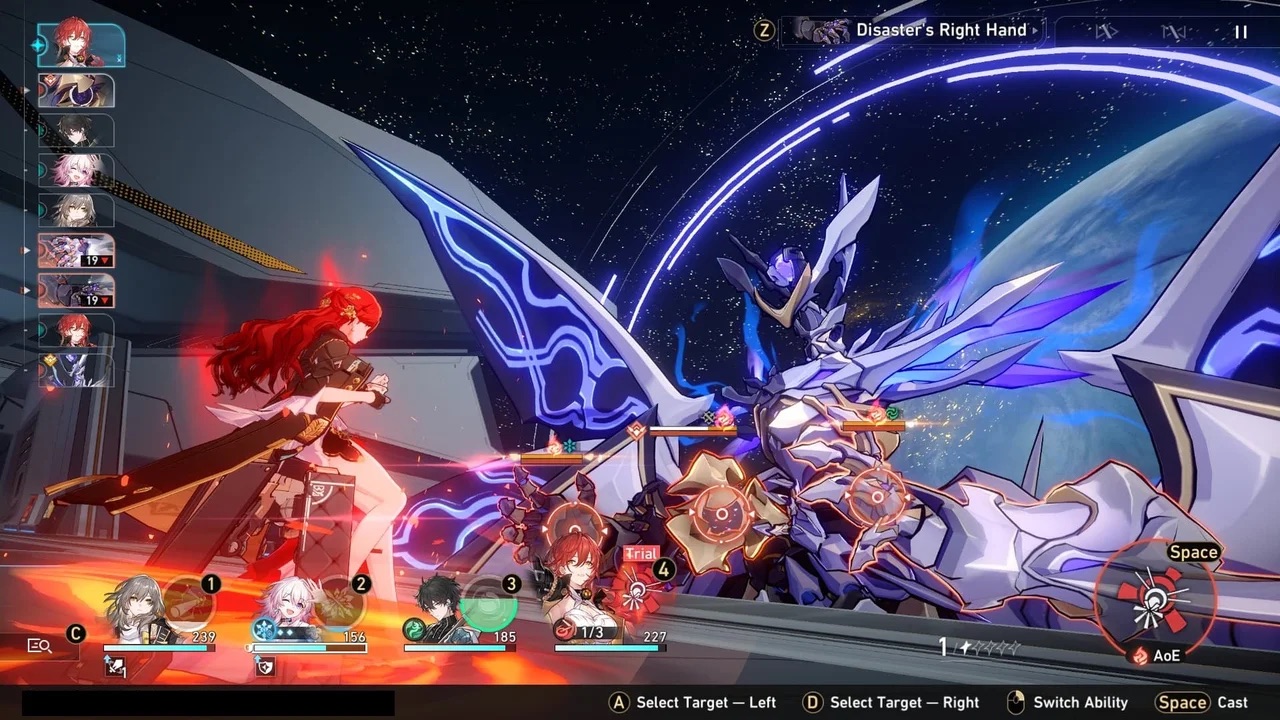 Z Disaster's Right Hand
19
19
Trial
Space
1
2
3
4
C
239
156
185
1/3
227
1
1
AoE
A Select Target — Left
D Select Target — Right
Switch Ability
Space Cast